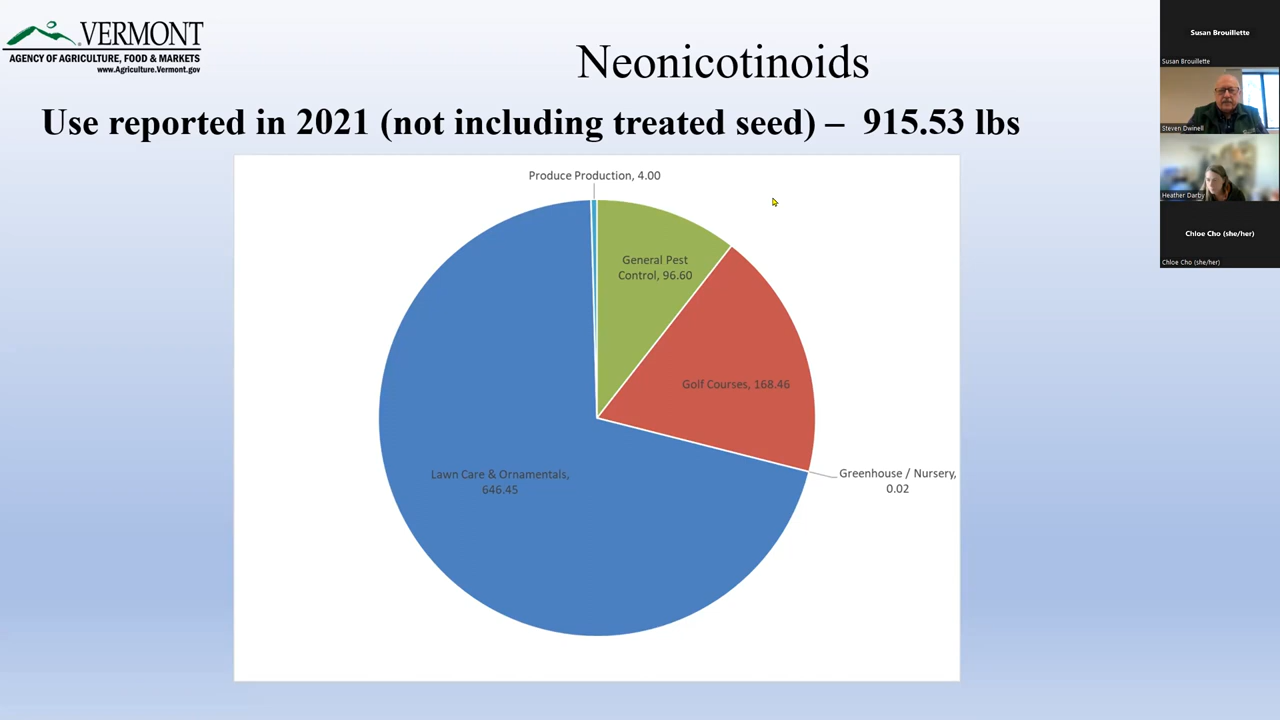 VERMONT
AGENCY OF AGRICULTURE, FOOD & MARKETS
www.Agriculture.Vermont.gov
Neonicotinoids
Use reported in 2021 (not including treated seed) – 915.53 lbs
Produce Production, 4.00
General Pest
Control, 96.60
Golf Courses, 168.46
Greenhouse / Nursery,
0.02
Lawn Care & Ornamentals,
646.45
Susan Brouillette
Susan Brouillette
Steven Dwinell
Heather Darby
Chloe Cho (she/her)
Chloe Cho (she/her)